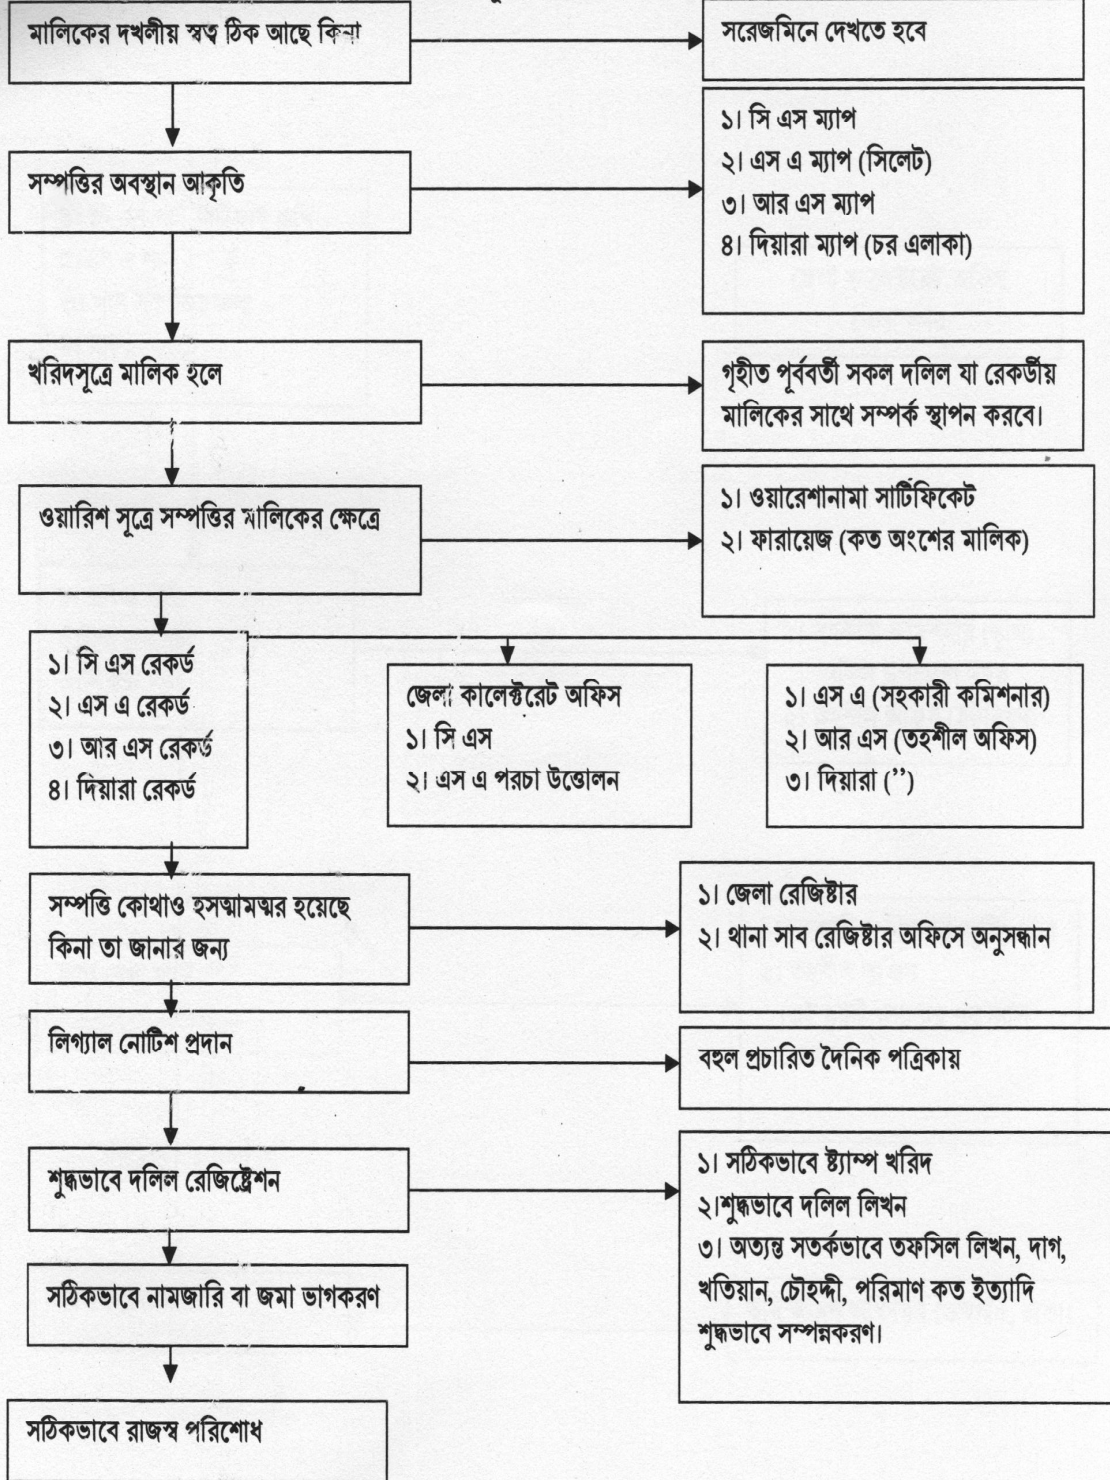 মালিকের দখলীয় স্বত্ব ঠিক আছে কিনা
সরেজমিনে দেখতে হবে
সম্পত্তির অবস্থান আকৃতি
১। সি এস ম্যাপ
২। এস এ ম্যাপ (সিলেট)
৩। আর এস ম্যাপ
৪। দিয়ারা ম্যাপ (চর এলাকা)
খরিদসূত্রে মালিক হলে
গৃহীত পূর্ববর্তী সকল দলিল যা রেকর্ডীয়
মালিকের সাথে সম্পর্ক স্থাপন করবে।
ওয়ারিশ সূত্রে সম্পত্তির মালিকের ক্ষেত্রে
১। ওয়ারেশানামা সার্টিফিকেট
২। ফারায়েজ (কত অংশের মালিক)
১। সি এস রেকর্ড
২। এস এ রেকর্ড
৩। আর এস রেকর্ড
৪। দিয়ারা রেকর্ড
জেলা কালেক্টরেট অফিস
১। সি এস
২। এস এ পরচা উত্তোলন
১। এস এ (সহকারী কমিশনার)
২। আর এস (তহশীল অফিস)
৩। দিয়ারা (”)
সম্পত্তি কোথাও হসত্মামত্মর হয়েছে
কিনা তা জানার জন্য
১। জেলা রেজিষ্টার
২। থানা সাব রেজিষ্টার অফিসে অনুসন্ধান
লিগ্যাল নোটিশ প্রদান
বহুল প্রচারিত দৈনিক পত্রিকায়
শুদ্ধভাবে দলিল রেজিষ্ট্রেশন
১। সঠিকভাবে ষ্ট্যাম্প খরিদ
২।শুদ্ধভাবে দলিল লিখন
৩। অত্যন্ত সতর্কভাবে তফসিল লিখন, দাগ,
খতিয়ান, চৌহদ্দী, পরিমাণ কত ইত্যাদি
শুদ্ধভাবে সম্পন্নকরণ।
সঠিকভাবে নামজারি বা জমা ভাগকরণ
সঠিকভাবে রাজস্ব পরিশোধ